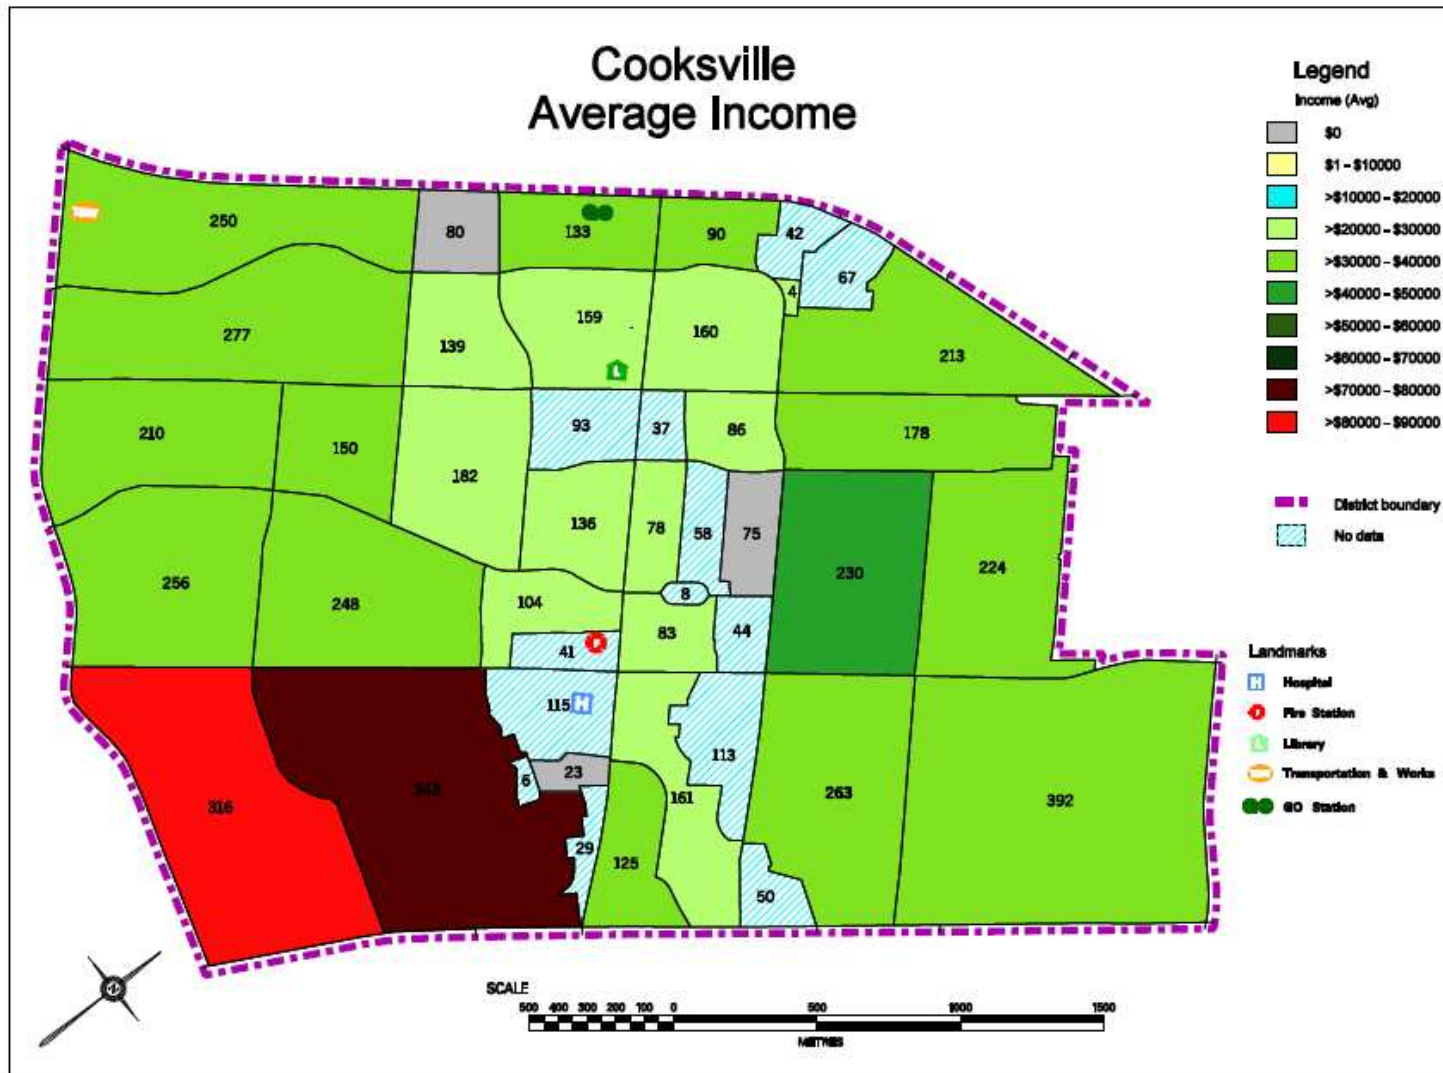 Cooksville
Average Income
Legend
Income (Avg)
$0
$1 - $10000
>$10000 - $20000
>$20000 - $30000
>$30000 - $40000
>$40000 - $50000
>$50000 - $60000
>$60000 - $70000
>$70000 - $80000
>$80000 - $90000
District boundary
No data
Landmarks
H Hospital
F Fire Station
L Library
Transportation & Works
GO Station
250
80
133
90
42
67
4
277
139
159
160
213
L
210
150
182
93
37
86
178
136
78
58
75
230
224
256
248
104
8
83
44
41
F
115
H
113
316
6
23
161
263
392
29
125
50
N
SCALE
500 400 300 200 100 0 500 1000 1500
METRES